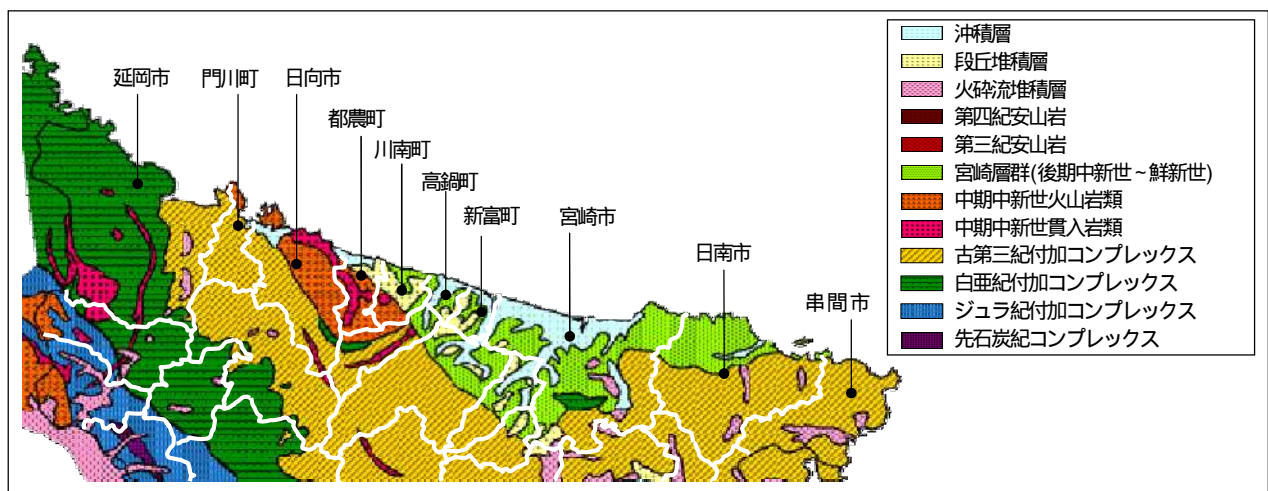 延岡市
門川町
日向市
都農町
川南町
高鍋町
新富町
宮崎市
日南市
串間市
沖積層
段丘堆積層
火砕流堆積層
第四紀安山岩
第三紀安山岩
宮崎層群(後期中新世~鮮新世)
中期中新世火山岩類
中期中新世貫入岩類
古第三紀付加コンプレックス
白亜紀付加コンプレックス
ジュラ紀付加コンプレックス
先石炭紀コンプレックス